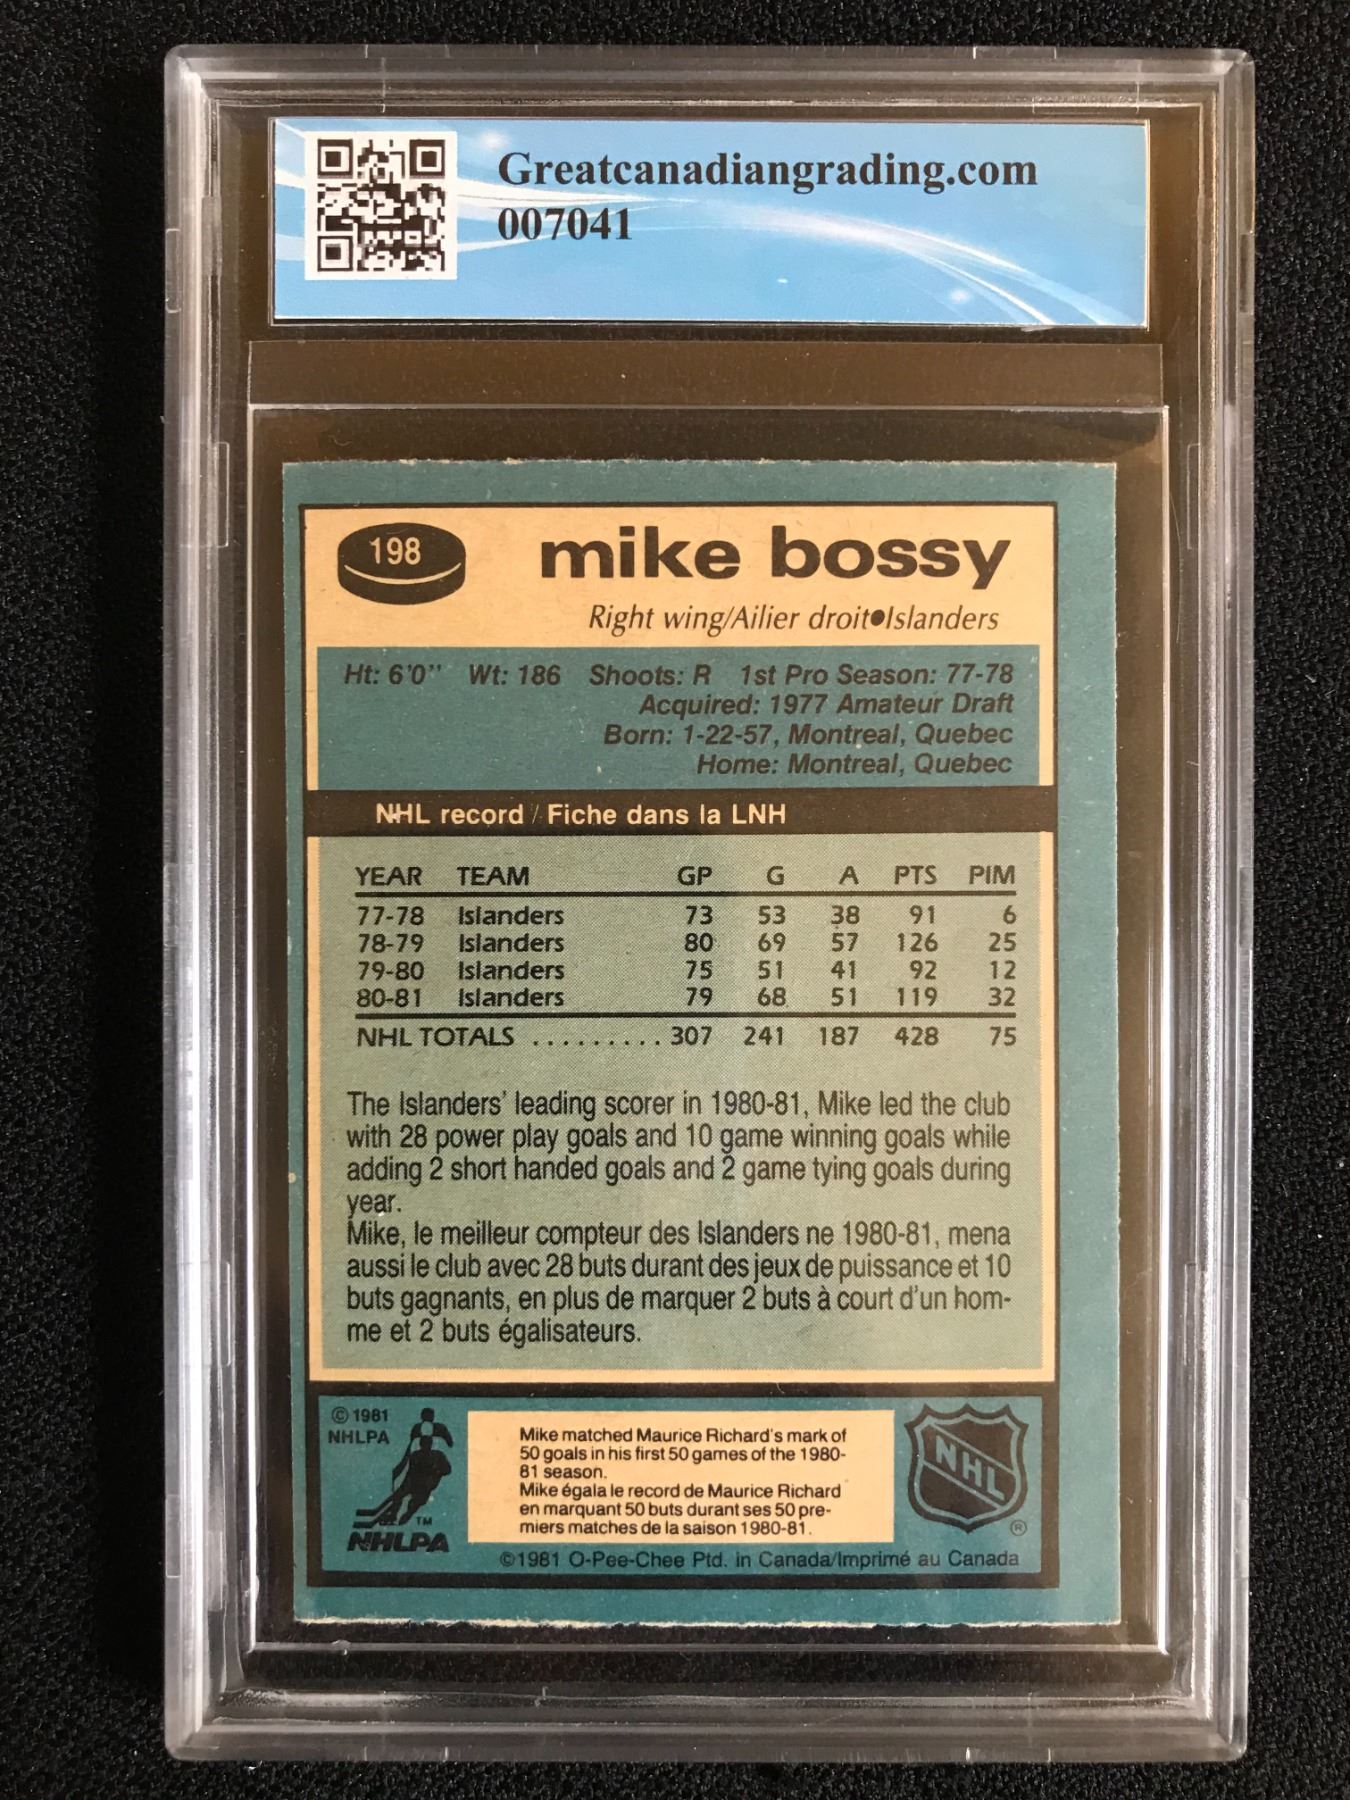 Greatcanadiangrading.com
007041
198
mike bossy
Right wing/Ailier droit●Islanders
Ht: 6'0" Wt: 186 Shoots: R 1st Pro Season: 77-78
Acquired: 1977 Amateur Draft
Born: 1-22-57, Montreal, Quebec
Home: Montreal, Quebec
NHL record / Fiche dans la LNH
YEAR TEAM GP G A PTS PIM
77-78 Islanders 73 53 38 91 6
78-79 Islanders 80 69 57 126 25
79-80 Islanders 75 51 41 92 12
80-81 Islanders 79 68 51 119 32
NHL TOTALS ......... 307 241 187 428 75
The Islanders' leading scorer in 1980-81, Mike led the club
with 28 power play goals and 10 game winning goals while
adding 2 short handed goals and 2 game tying goals during
year.
Mike, le meilleur compteur des Islanders ne 1980-81, mena
aussi le club avec 28 buts durant des jeux de puissance et 10
buts gagnants, en plus de marquer 2 buts à court d'un hom-
me et 2 buts égalisateurs.
© 1981
NHLPA
TM
NHLPA
Mike matched Maurice Richard's mark of
50 goals in his first 50 games of the 1980-
81 season.
Mike égala le record de Maurice Richard
en marquant 50 buts durant ses 50 pre-
miers matches de la saison 1980-81.
NHL
®
©1981 O-Pee-Chee Ptd. in Canada/Imprimé au Canada